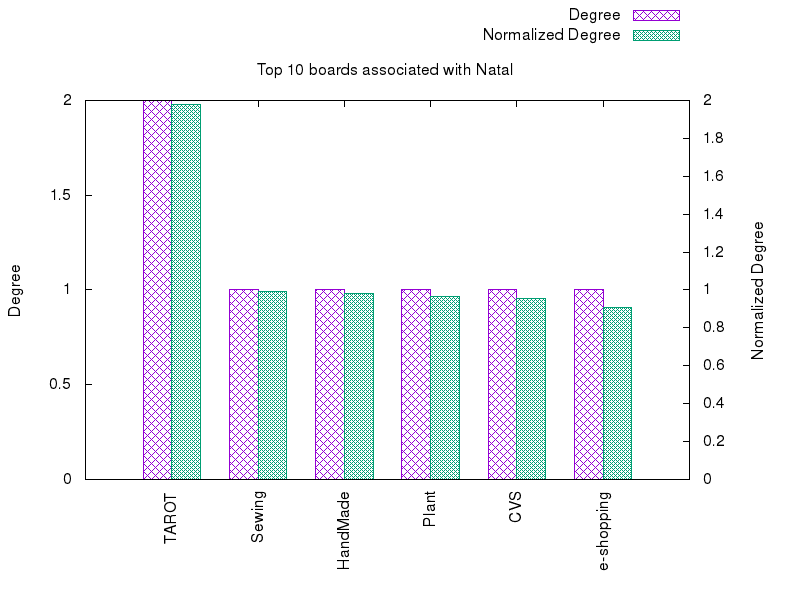 Degree
Normalized Degree
Top 10 boards associated with Natal
2
1.5
1
0.5
0
Degree
2
1.8
1.6
1.4
1.2
1
0.8
0.6
0.4
0.2
0
Normalized Degree
TAROT
Sewing
HandMade
Plant
CVS
e-shopping